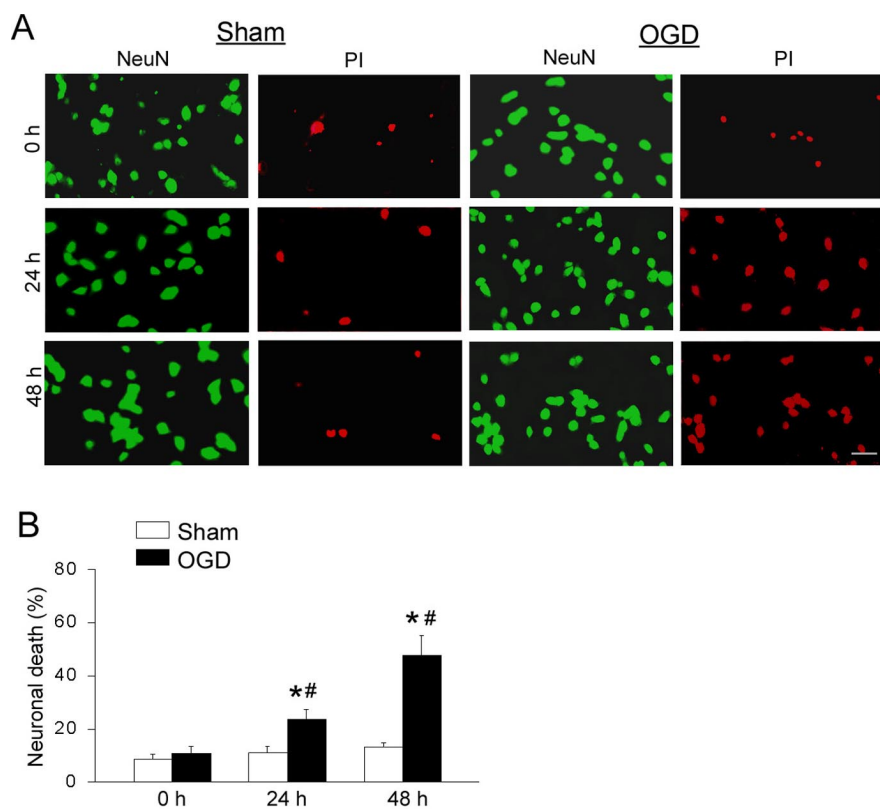 A
Sham OGD
NeuN PI NeuN PI
0 h
24 h
48 h
B
Sham
OGD
Neuronal death (%)
80
60
40
20
0
*#
* #
0 h 24 h 48 h